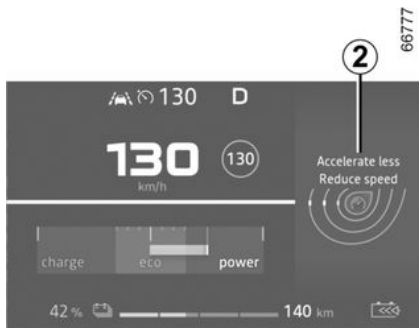 66777
2
130 D
130 130
km/h
Accelerate less
Reduce speed
charge eco power
42 % 140 km